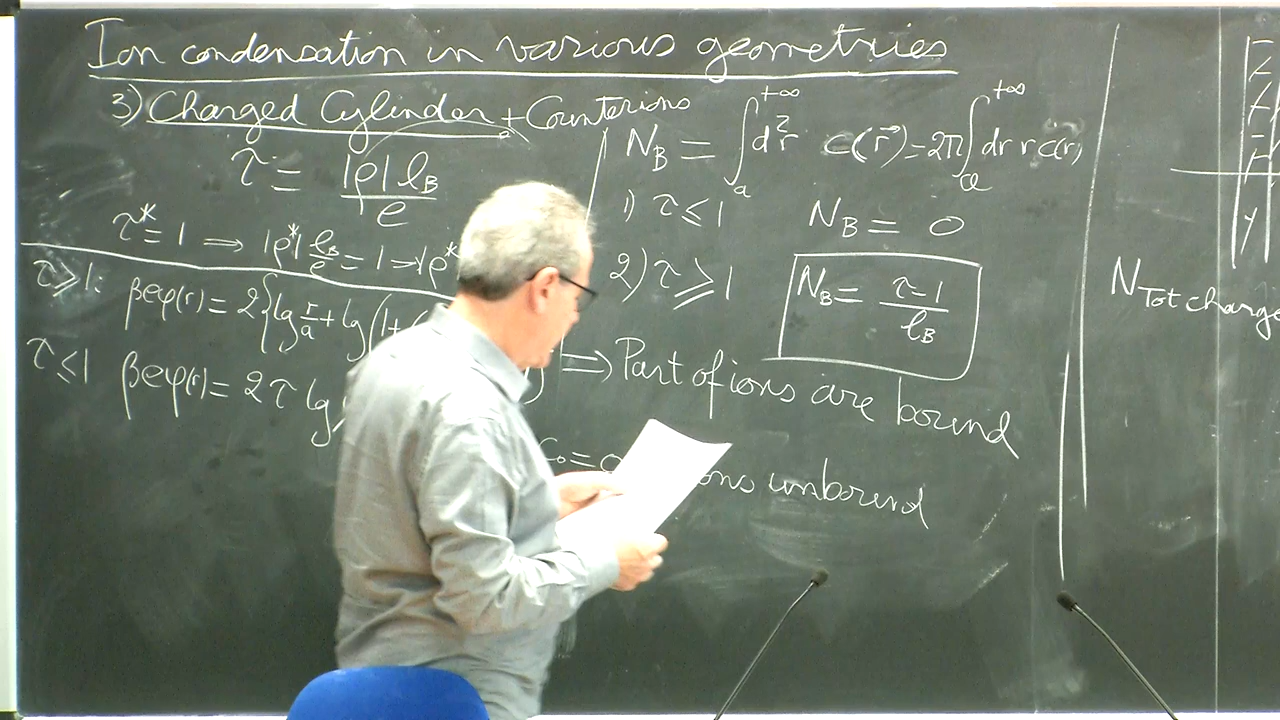 Ion condensation in various geometries
3) Charged Cylinder + Counterions
τ = |ρ| l_B / e
τ* = 1 ⇒ |ρ*| l_B/e = 1 ⇒ |ρ*
τ ≥ 1: βeφ(r) = 2{lg r/a + lg(1+
τ ≤ 1 βeφ(r) = 2τ lg
N_B = ∫_a^{+∞} d²r c(r⃗) = 2π ∫_a^{+∞} dr r c(r)
1) τ ≤ 1 N_B = 0
2) τ ≥ 1 N_B = (τ-1)/l_B
⇒ Part of ions are bound
C₀ = 0 ons unbound
N_Tot charge